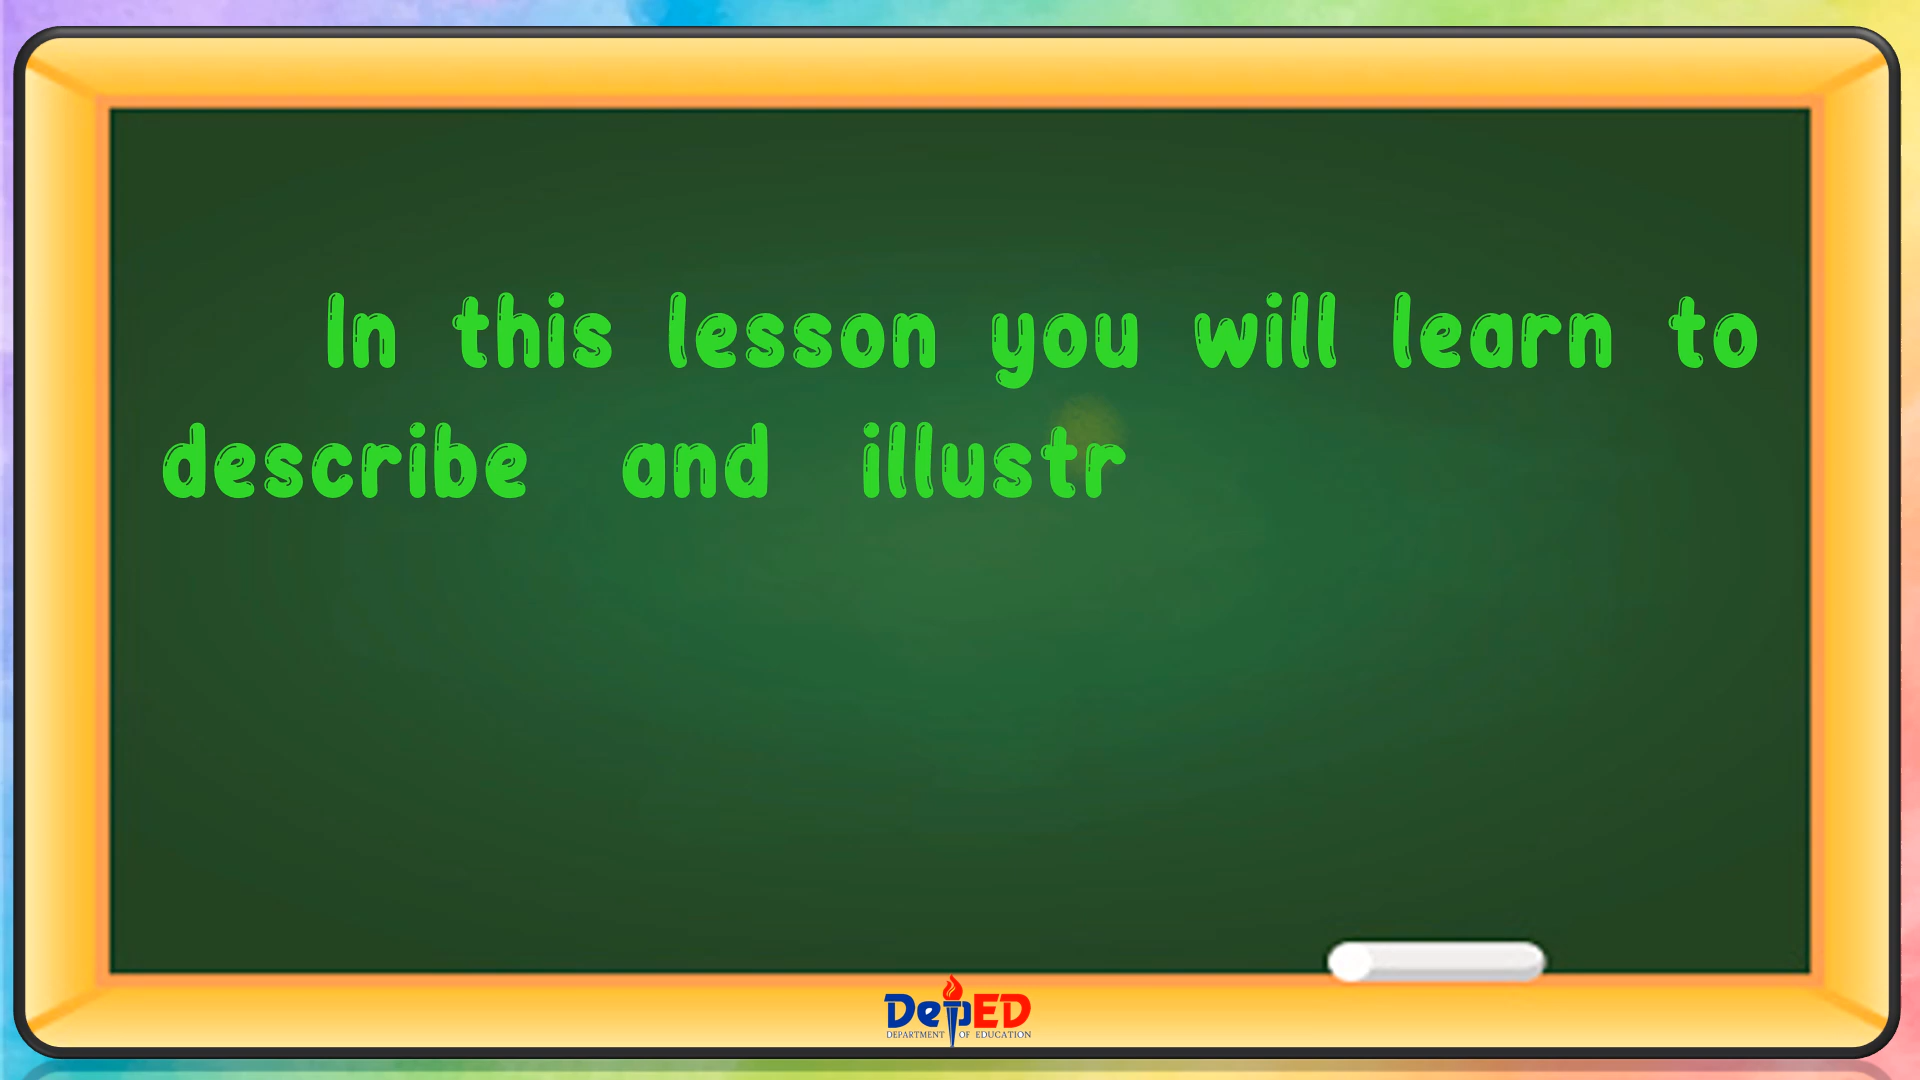 In this lesson you will learn to
describe and illustr
DepED
DEPARTMENT OF EDUCATION